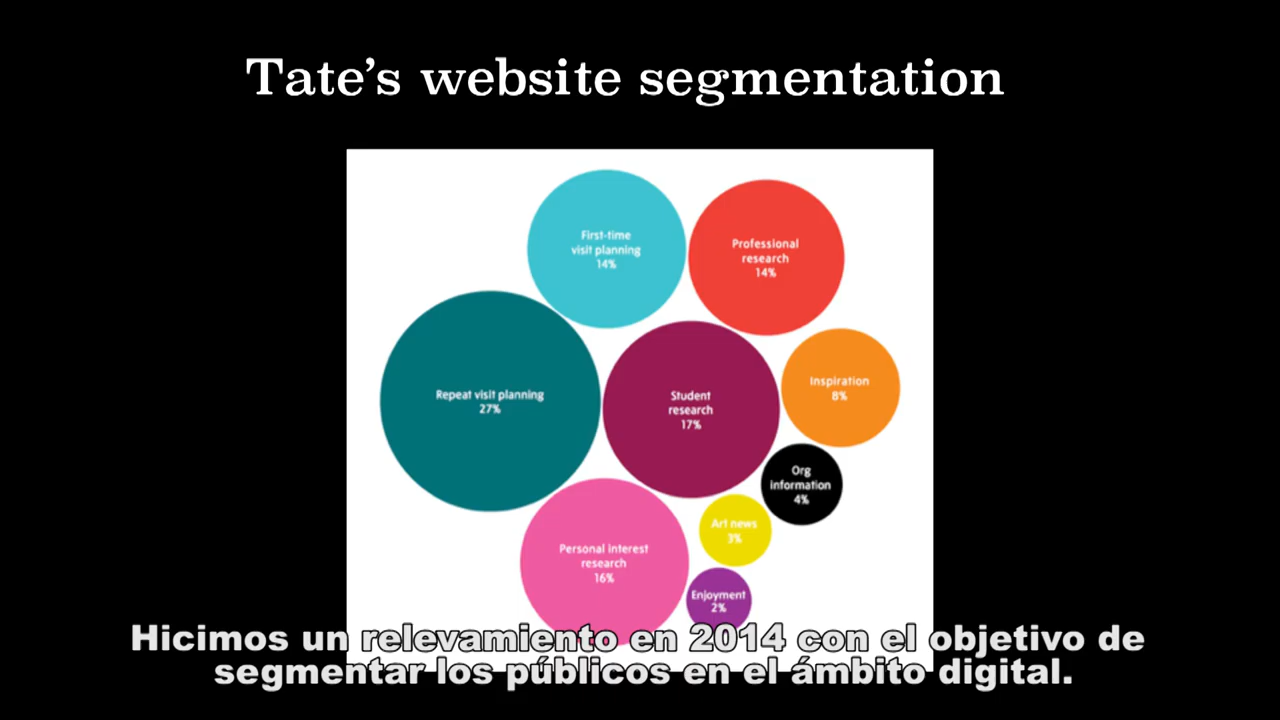 Tate's website segmentation
First-time
visit planning
14%
Professional
research
14%
Repeat visit planning
27%
Student
research
17%
Inspiration
8%
Org
information
4%
Art news
3%
Personal interest
research
16%
Enjoyment
2%
Hicimos un relevamiento en 2014 con el objetivo de
segmentar los públicos en el ámbito digital.